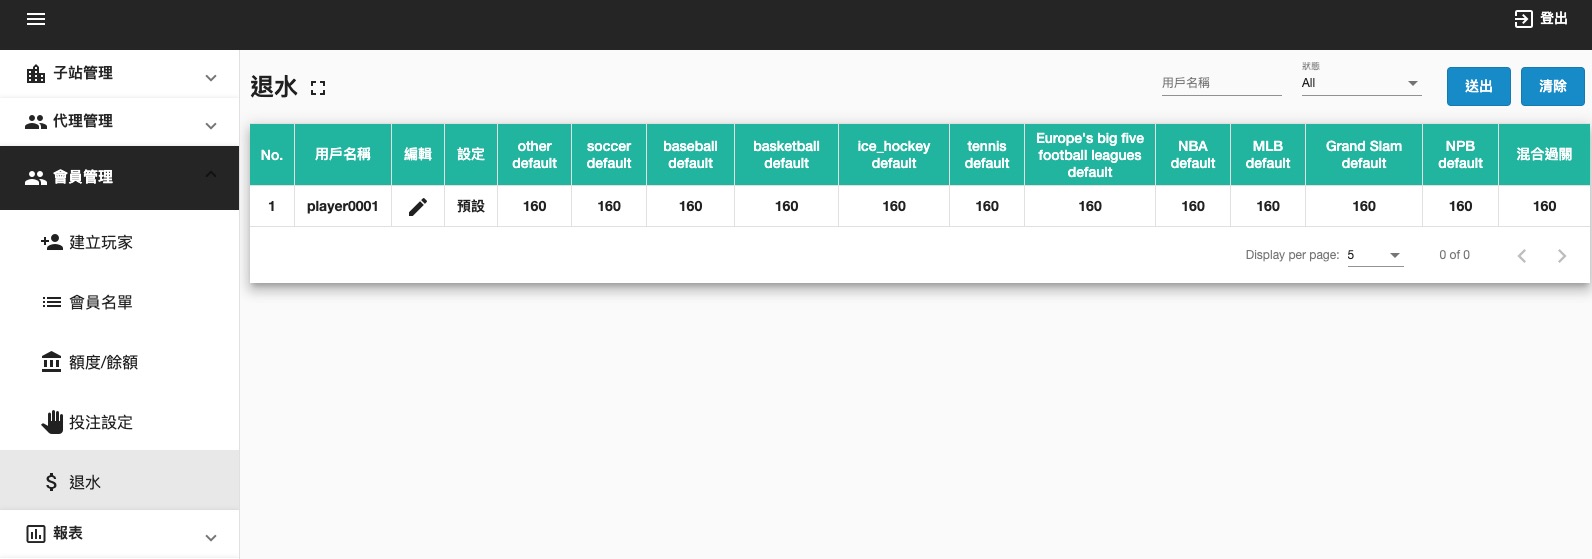 登出
子站管理
代理管理
會員管理
建立玩家
會員名單
額度/餘額
投注設定
退水
報表
退水
用戶名稱
狀態
All
送出
清除
No.
用戶名稱
編輯
設定
other
default
soccer
default
baseball
default
basketball
default
ice_hockey
default
tennis
default
Europe's big five
football leagues
default
NBA
default
MLB
default
Grand Slam
default
NPB
default
混合過關
1 player0001 預設 160 160 160 160 160 160 160 160 160 160 160 160
Display per page: 5 0 of 0